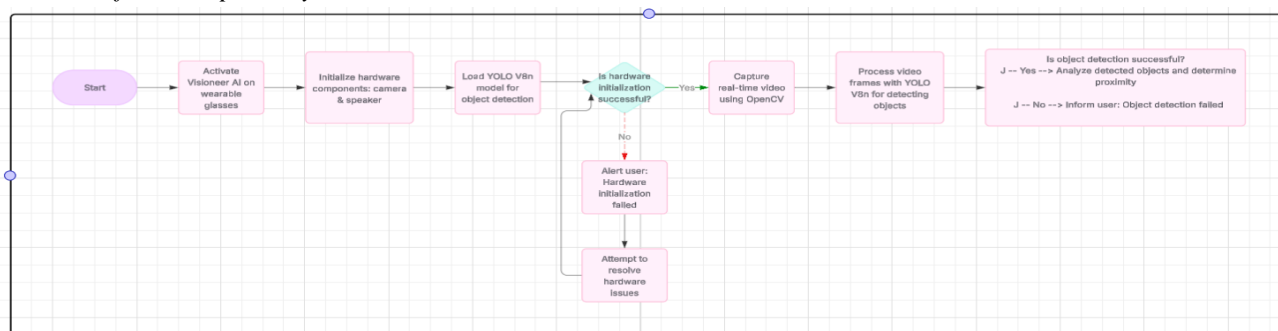 Start
Activate
Visioneer AI on
wearable
glasses
Initialize hardware
components: camera
& speaker
Load YOLO V8n
model for
object detection
Is hardware
initialization
successful?
Yes
Capture
real-time video
using OpenCV
Process video
frames with YOLO
V8n for detecting
objects
Is object detection successful?
J -- Yes --> Analyze detected objects and determine
proximity
J -- No --> Inform user: Object detection failed
No
Alert user:
Hardware
initialization
failed
Attempt to
resolve
hardware
issues